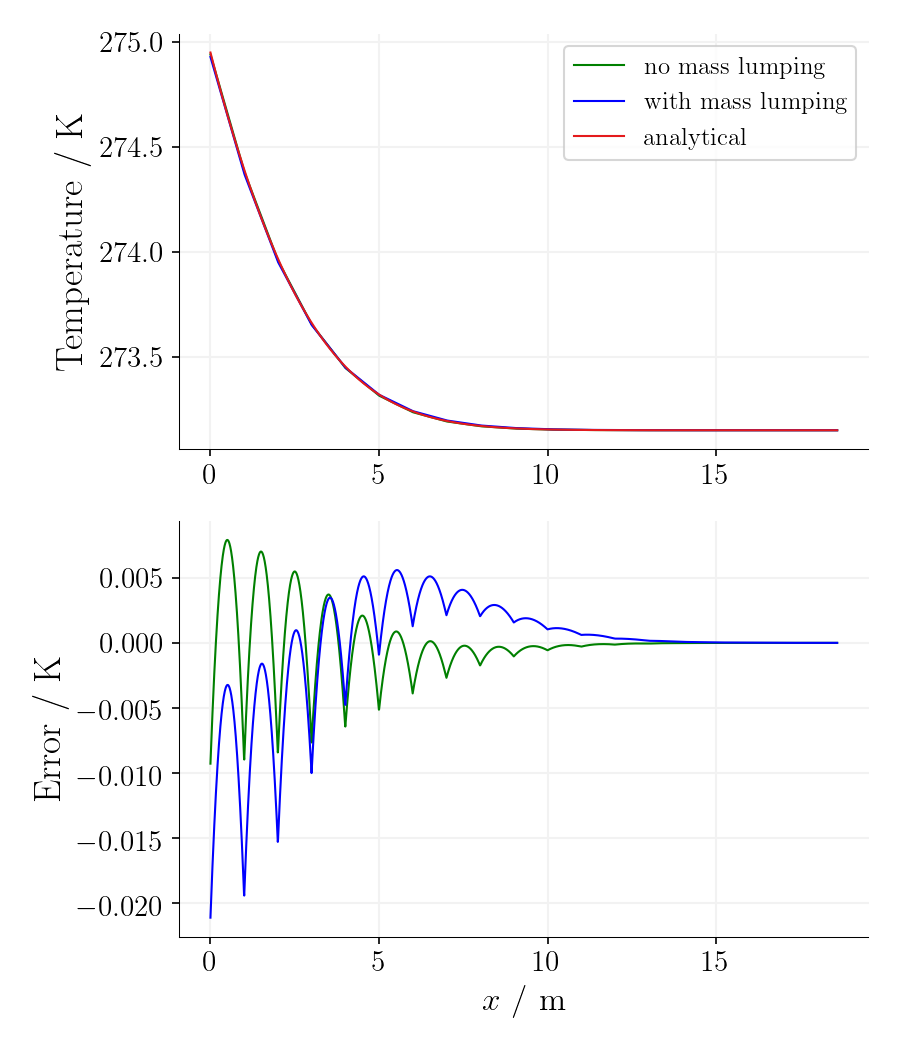 275.0
274.5
274.0
273.5
Temperature / K
no mass lumping
with mass lumping
analytical
0 5 10 15
0.005
0.000
−0.005
−0.010
−0.015
−0.020
Error / K
0 5 10 15
x / m